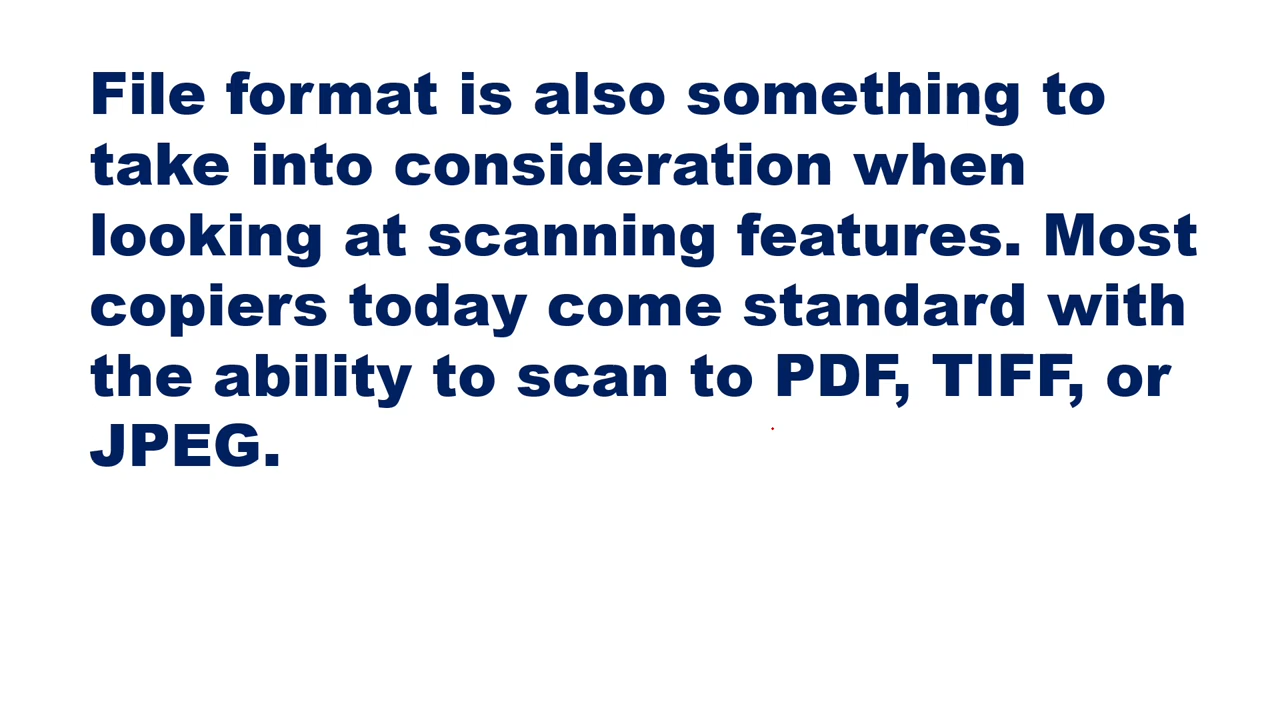 File format is also something to
take into consideration when
looking at scanning features. Most
copiers today come standard with
the ability to scan to PDF, TIFF, or
JPEG.